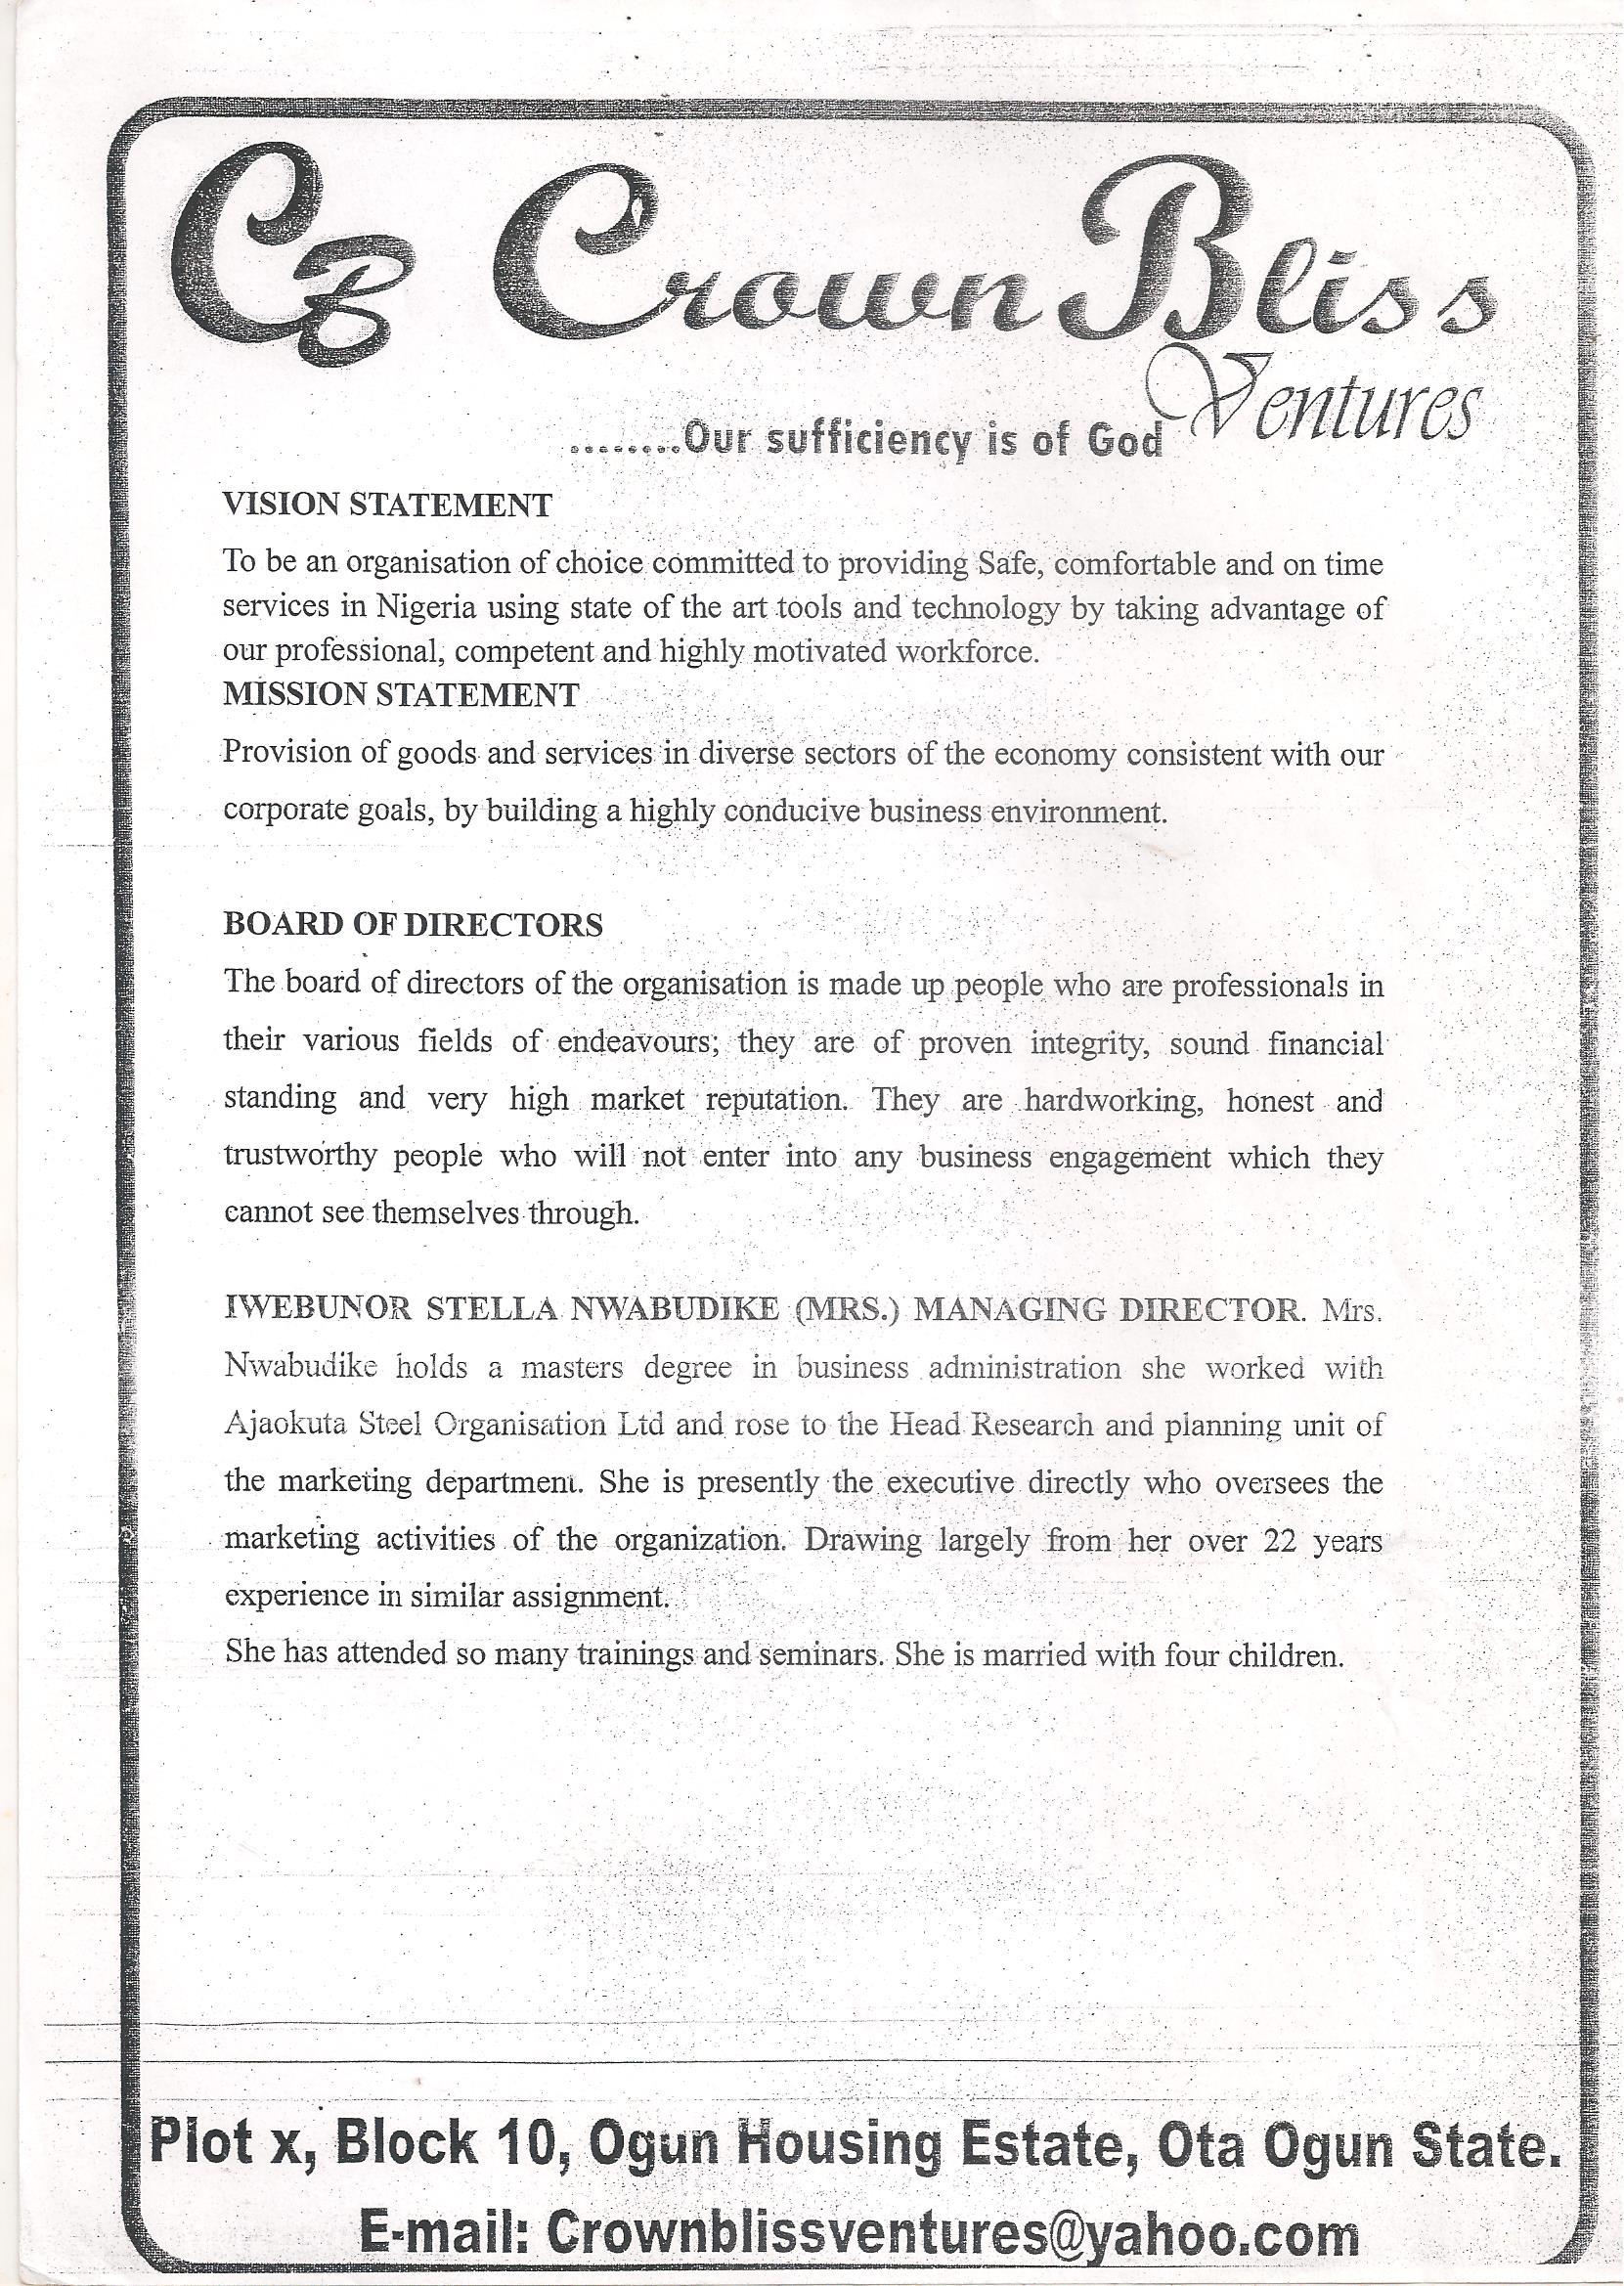 CB Crown Bliss
Ventures
........Our sufficiency is of God
VISION STATEMENT
To be an organisation of choice committed to providing Safe, comfortable and on time
services in Nigeria using state of the art tools and technology by taking advantage of
our professional, competent and highly motivated workforce.
MISSION STATEMENT
Provision of goods and services in diverse sectors of the economy consistent with our
corporate goals, by building a highly conducive business environment.
BOARD OF DIRECTORS
The board of directors of the organisation is made up people who are professionals in
their various fields of endeavours; they are of proven integrity, sound financial
standing and very high market reputation. They are hardworking, honest and
trustworthy people who will not enter into any business engagement which they
cannot see themselves through.
IWEBUNOR STELLA NWABUDIKE (MRS.) MANAGING DIRECTOR. Mrs.
Nwabudike holds a masters degree in business administration she worked with
Ajaokuta Steel Organisation Ltd and rose to the Head Research and planning unit of
the marketing department. She is presently the executive directly who oversees the
marketing activities of the organization. Drawing largely from her over 22 years
experience in similar assignment.
She has attended so many trainings and seminars. She is married with four children.
Plot x, Block 10, Ogun Housing Estate, Ota Ogun State.
E-mail: Crownblissventures@yahoo.com